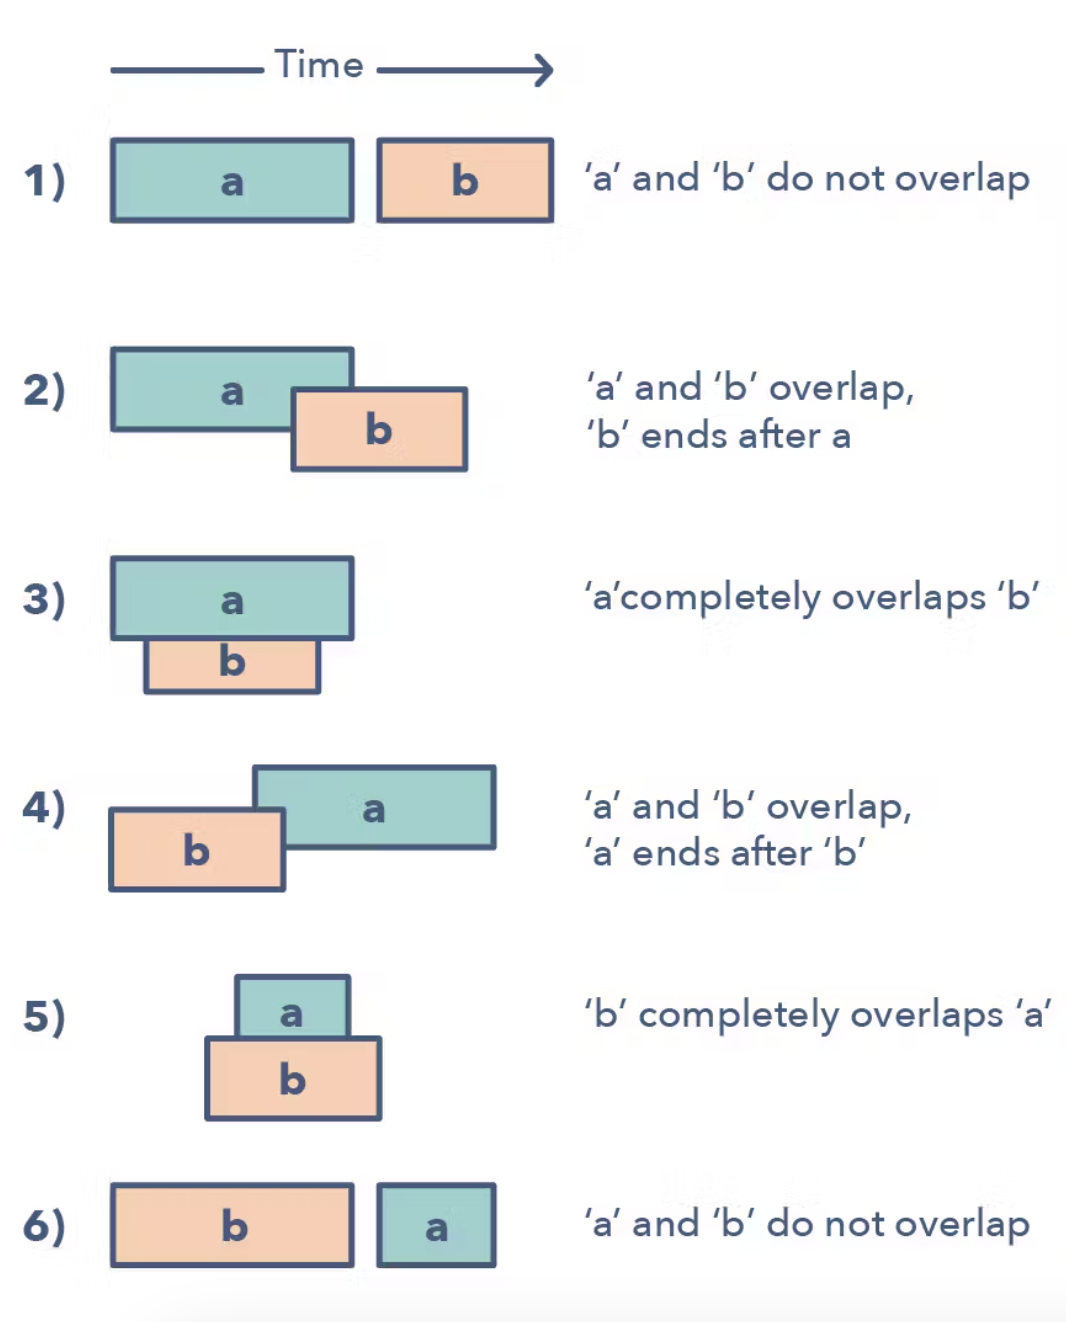 Time
1)
a
b
‘a’ and ‘b’ do not overlap
2)
a
b
‘a’ and ‘b’ overlap,
‘b’ ends after a
3)
a
b
‘a’completely overlaps ‘b’
4)
a
b
‘a’ and ‘b’ overlap,
‘a’ ends after ‘b’
5)
a
b
‘b’ completely overlaps ‘a’
6)
b
a
‘a’ and ‘b’ do not overlap